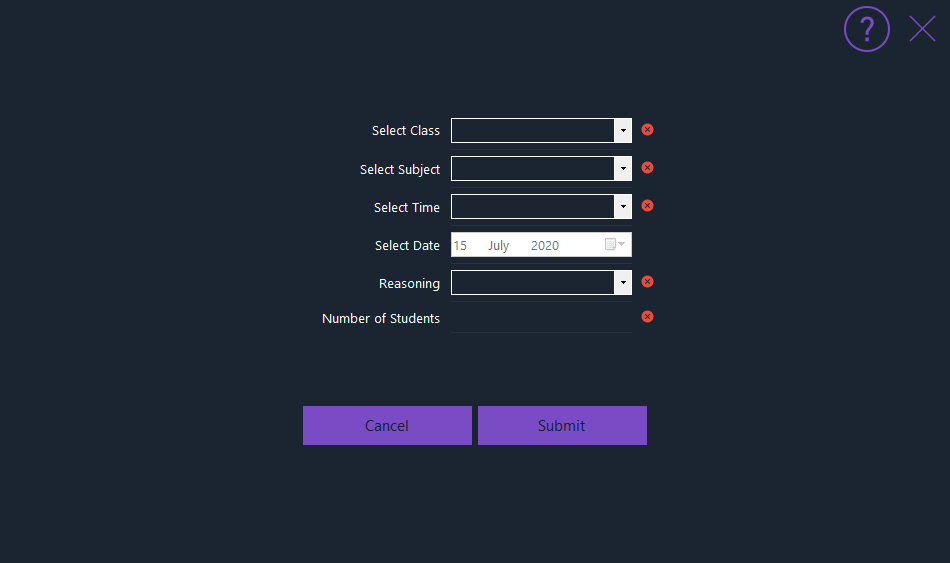 ?
Select Class
Select Subject
Select Time
Select Date 15 July 2020
Reasoning
Number of Students
Cancel Submit